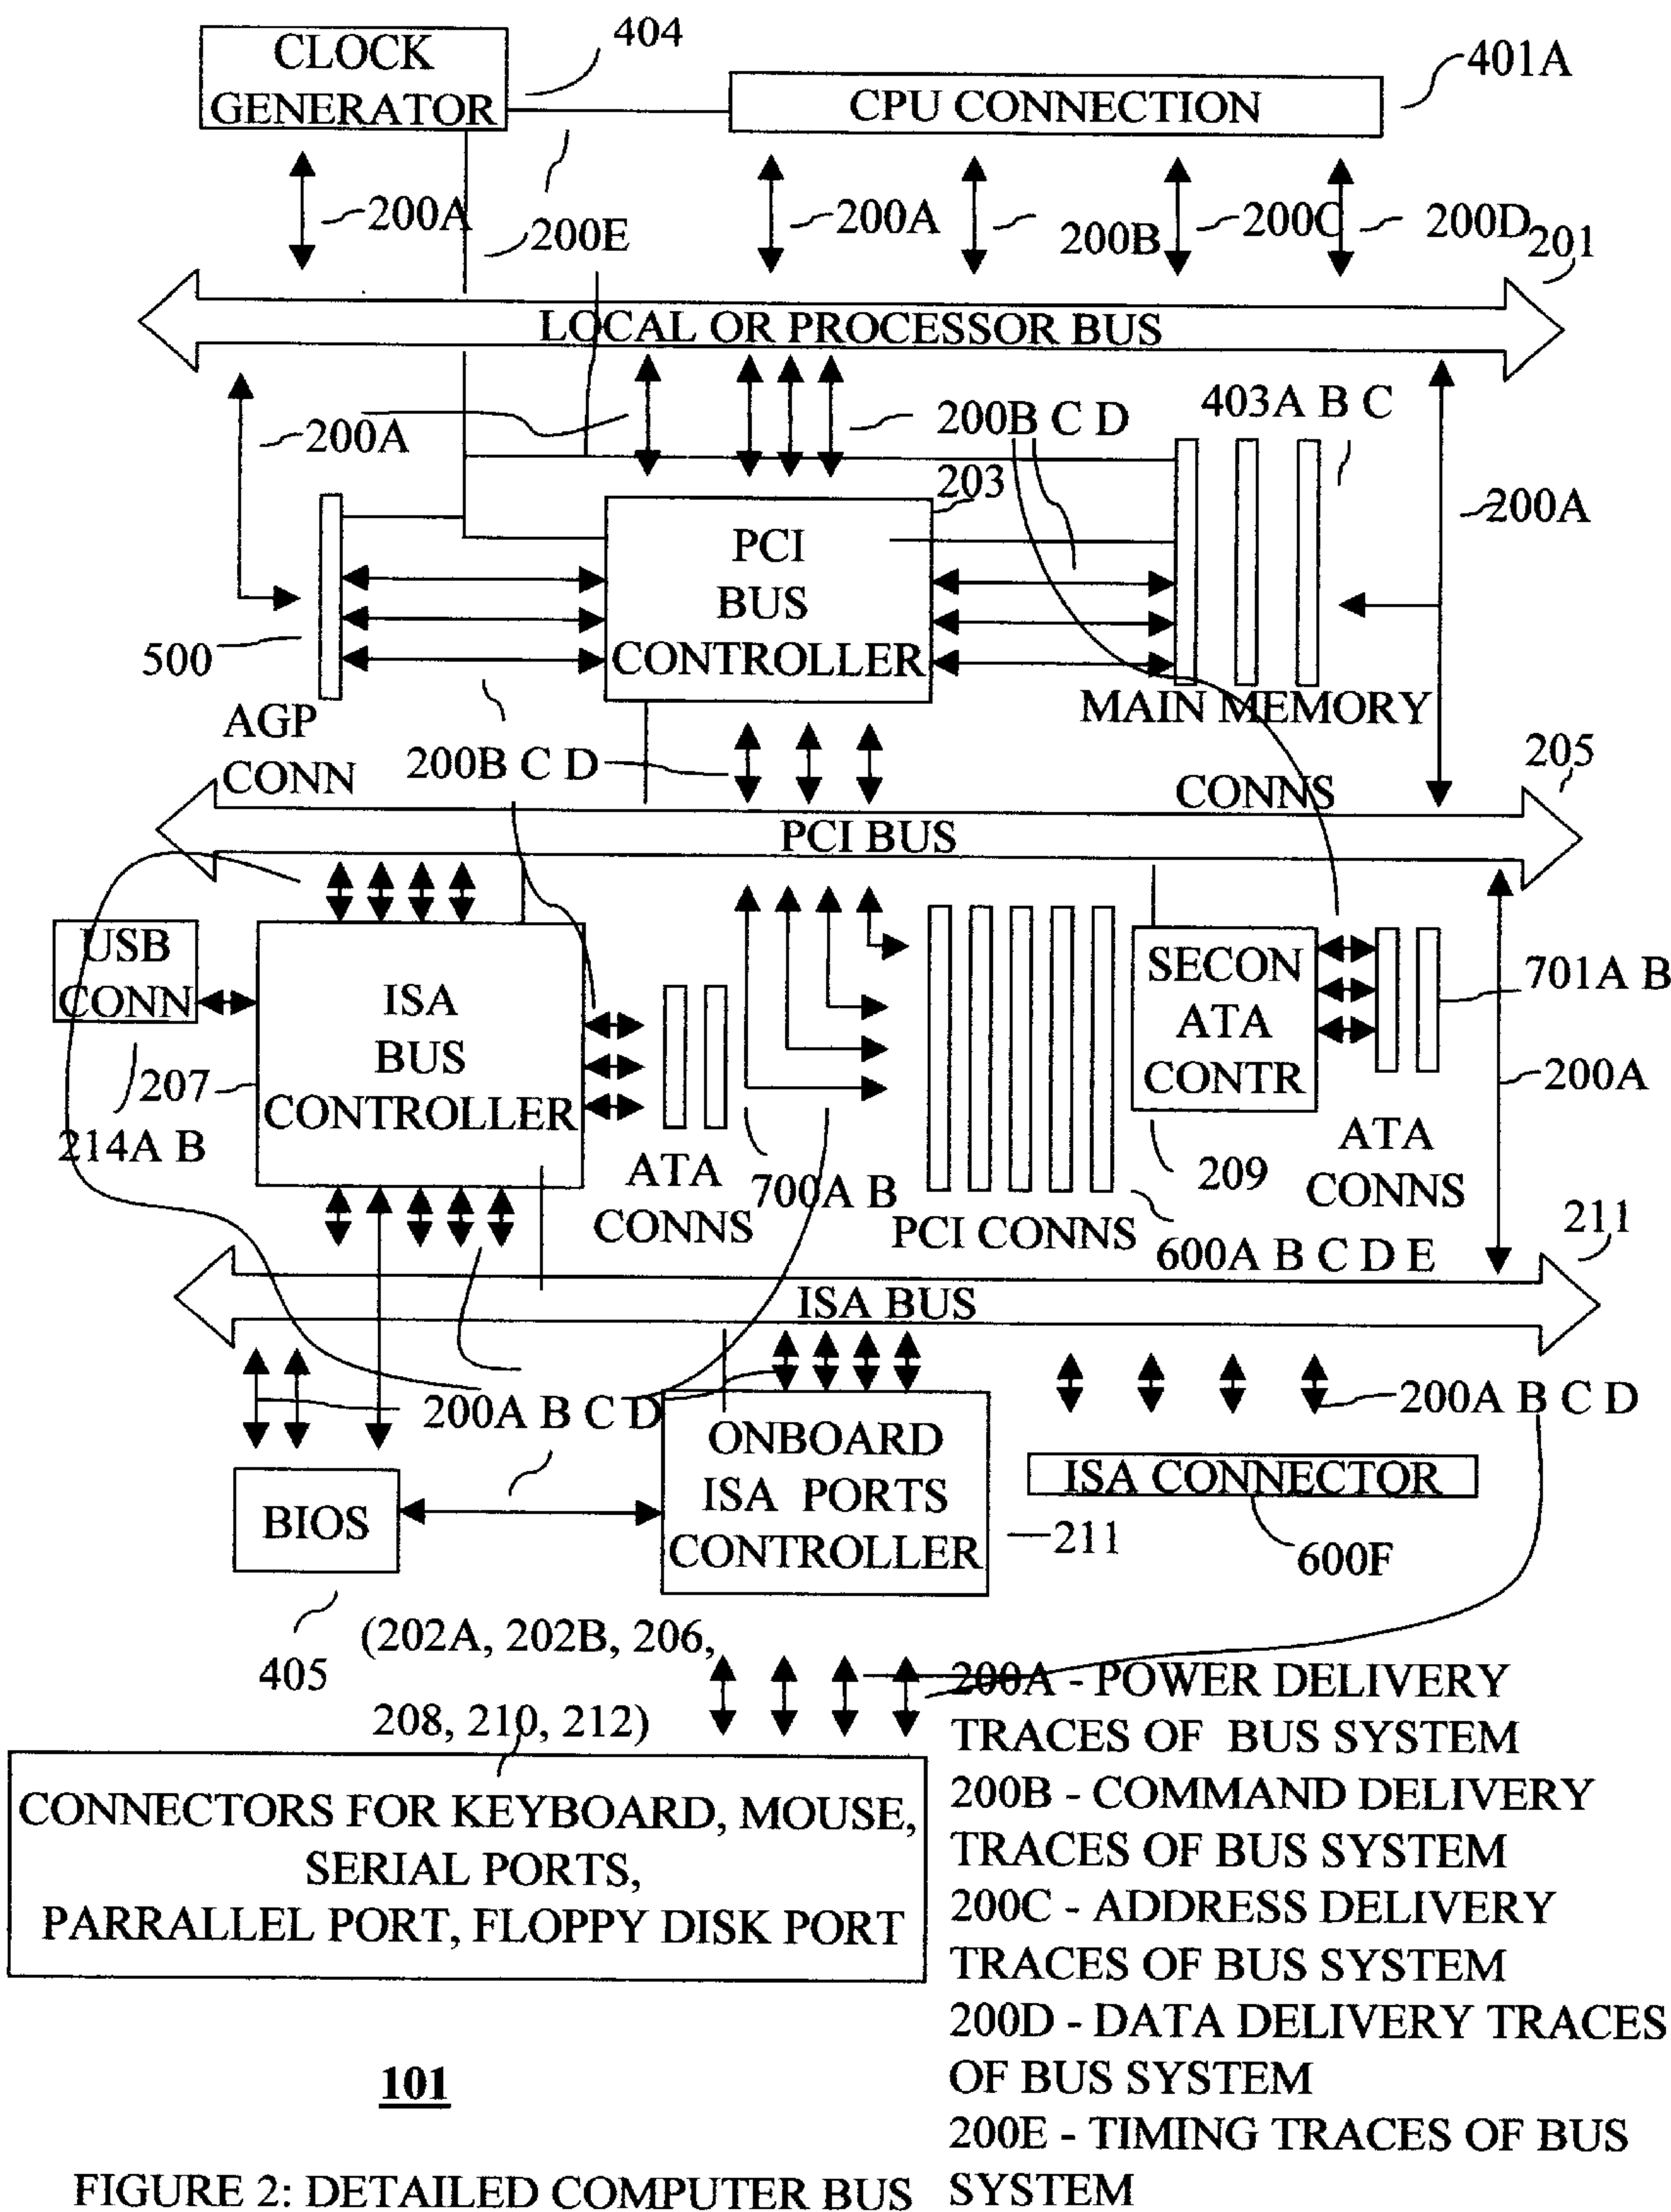 CLOCK
GENERATOR
404
CPU CONNECTION
401A
200A
200E
200A
200B
200C
200D
201
LOCAL OR PROCESSOR BUS
200A
200B C D
403A B C
203
200A
PCI
BUS
CONTROLLER
500
AGP
CONN
MAIN MEMORY
CONNS
200B C D
205
PCI BUS
USB
CONN
ISA
BUS
CONTROLLER
SECON
ATA
CONTR
701A B
207
200A
214A B
ATA
CONNS
700A B
PCI CONNS
209
ATA
CONNS
600A B C D E
211
ISA BUS
200A B C D
200A B C D
ONBOARD
ISA PORTS
CONTROLLER
ISA CONNECTOR
BIOS
211
600F
405
(202A, 202B, 206,
208, 210, 212)
CONNECTORS FOR KEYBOARD, MOUSE,
SERIAL PORTS,
PARRALLEL PORT, FLOPPY DISK PORT
200A - POWER DELIVERY
TRACES OF BUS SYSTEM
200B - COMMAND DELIVERY
TRACES OF BUS SYSTEM
200C - ADDRESS DELIVERY
TRACES OF BUS SYSTEM
200D - DATA DELIVERY TRACES
OF BUS SYSTEM
200E - TIMING TRACES OF BUS
SYSTEM
101
FIGURE 2: DETAILED COMPUTER BUS